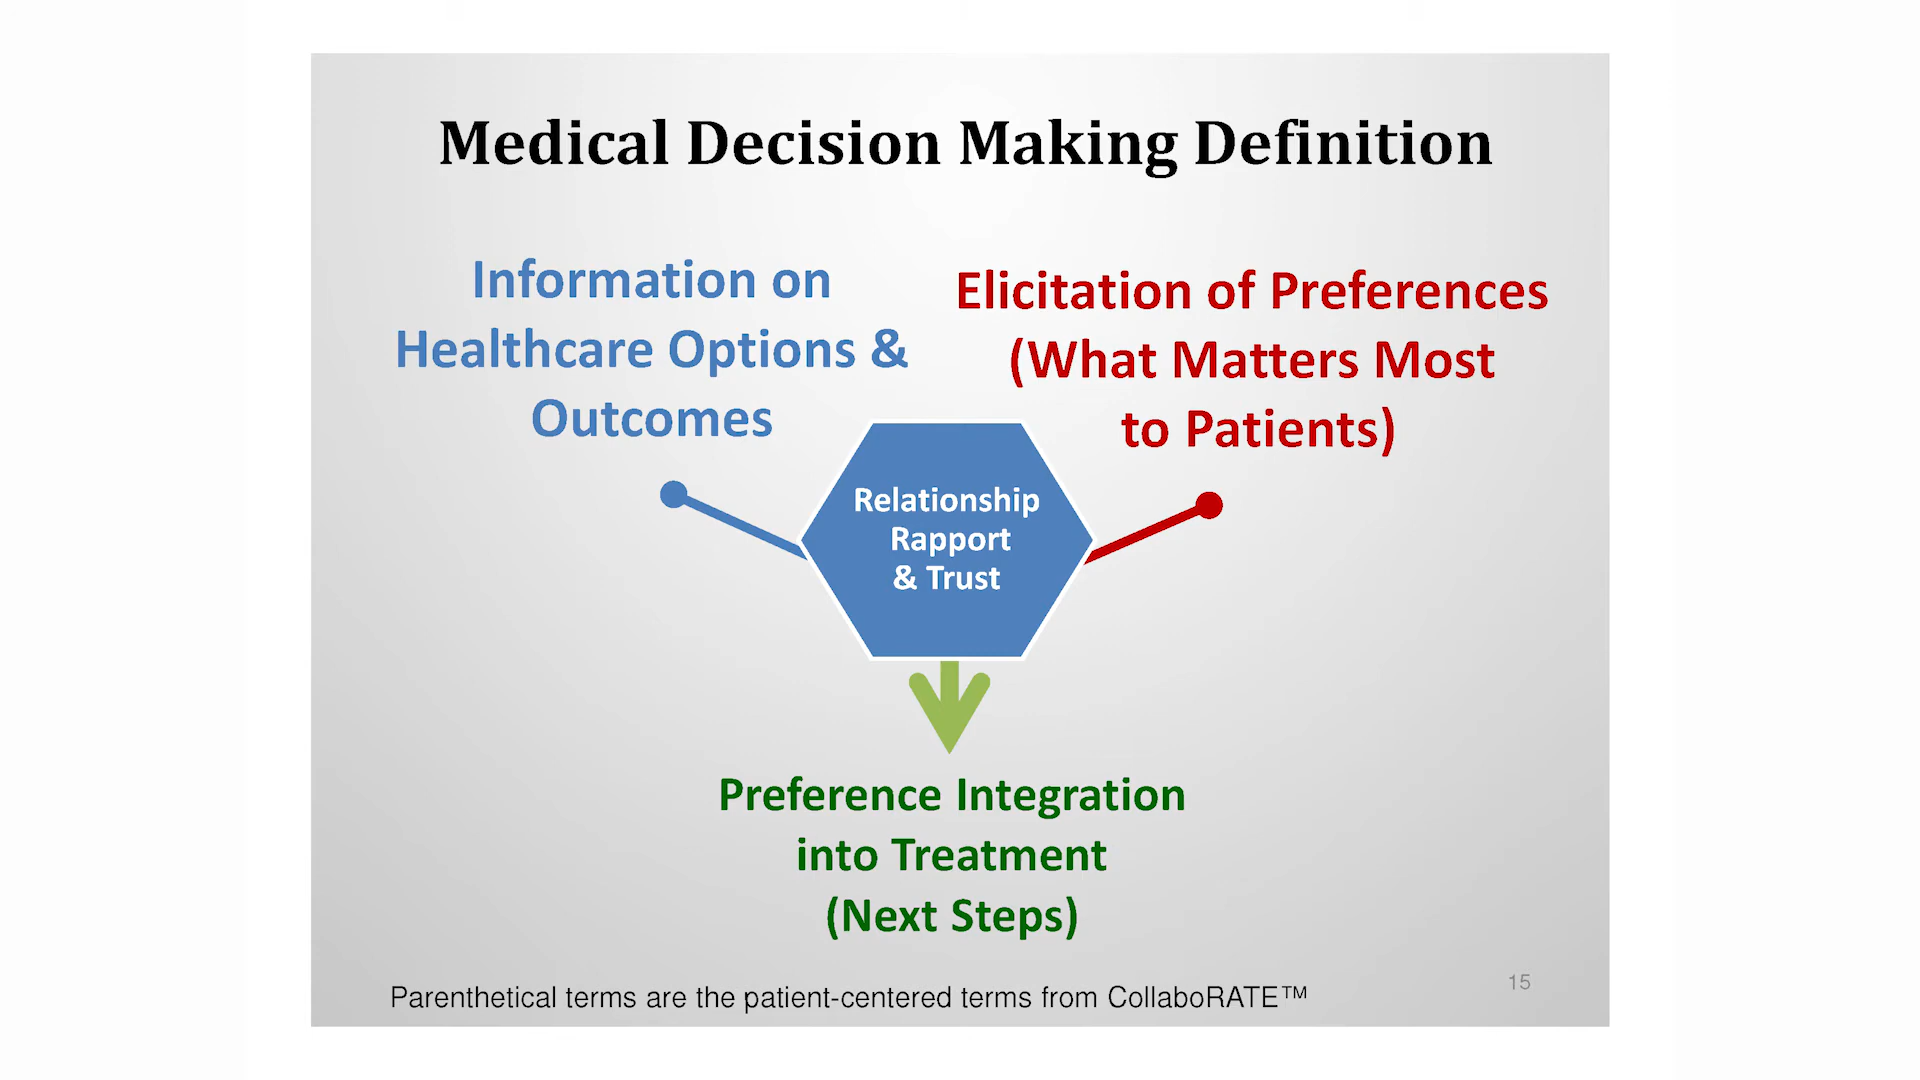 Medical Decision Making Definition
Information on
Healthcare Options &
Outcomes
Elicitation of Preferences
(What Matters Most
to Patients)
Relationship
Rapport
& Trust
Preference Integration
into Treatment
(Next Steps)
Parenthetical terms are the patient-centered terms from CollaboRATE™
15